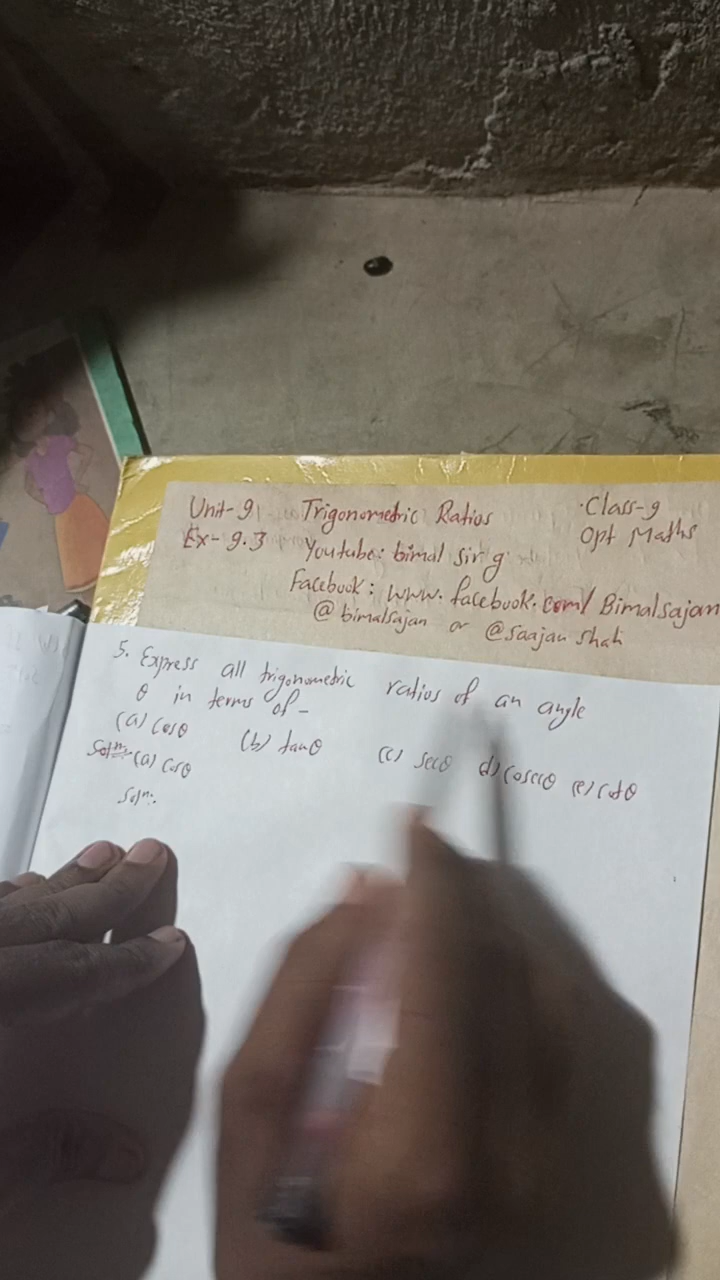 Unit-9 Trigonometric Ratios Class-9
Ex-9.3 Youtube: bimal sir g Opt Maths
Facebook: www.facebook.com/Bimalsajan
@bimalsajan or @saajan shah
5. Express all trigonometric ratios of an angle
θ in terms of -
(a) cosθ (b) tanθ (c) secθ d) cosecθ (e) cotθ
Solⁿ: (a) cosθ
Solⁿ: